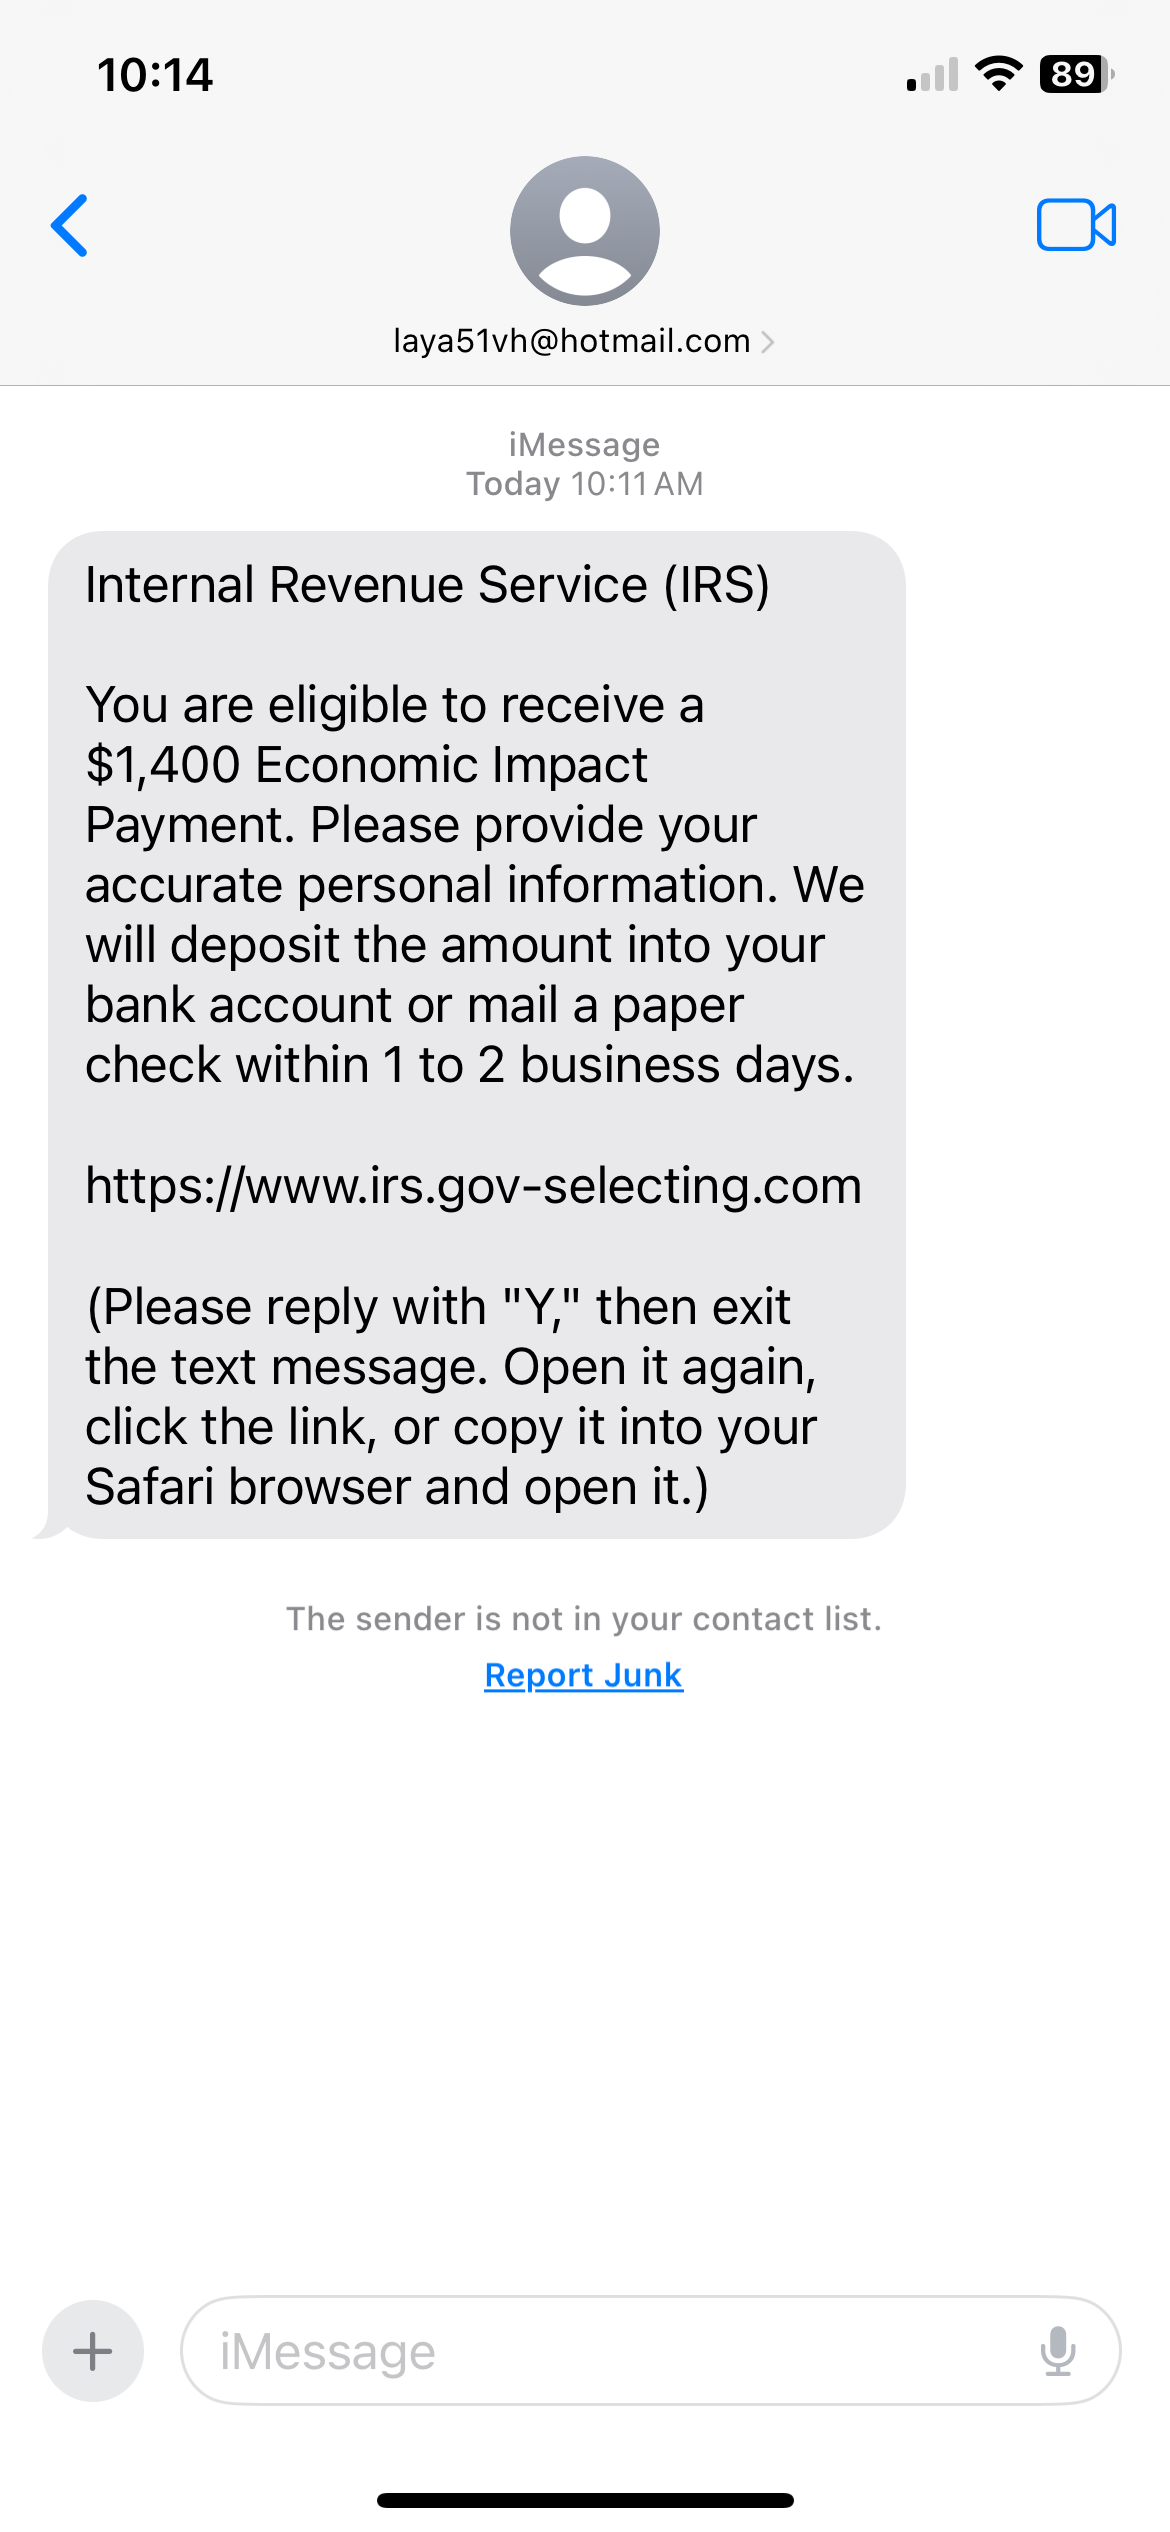 10:14
89
laya51vh@hotmail.com
iMessage
Today 10:11 AM
Internal Revenue Service (IRS)
You are eligible to receive a
$1,400 Economic Impact
Payment. Please provide your
accurate personal information. We
will deposit the amount into your
bank account or mail a paper
check within 1 to 2 business days.
https://www.irs.gov-selecting.com
(Please reply with "Y," then exit
the text message. Open it again,
click the link, or copy it into your
Safari browser and open it.)
The sender is not in your contact list.
Report Junk
iMessage